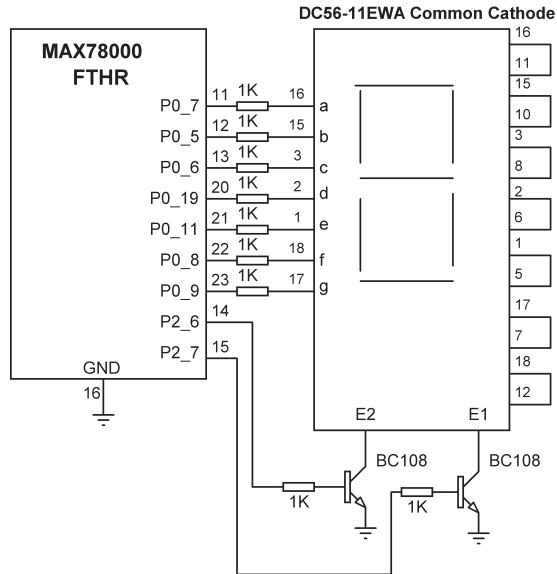 DC56-11EWA Common Cathode
MAX78000
FTHR
P0_7 11 1K 16 a
P0_5 12 1K 15 b
P0_6 13 1K 3 c
P0_19 20 1K 2 d
P0_11 21 1K 1 e
P0_8 22 1K 18 f
P0_9 23 1K 17 g
P2_6 14
P2_7 15
GND
16
16
11
15
10
3
8
2
6
1
5
17
7
18
12
E2 E1
BC108 BC108
1K 1K